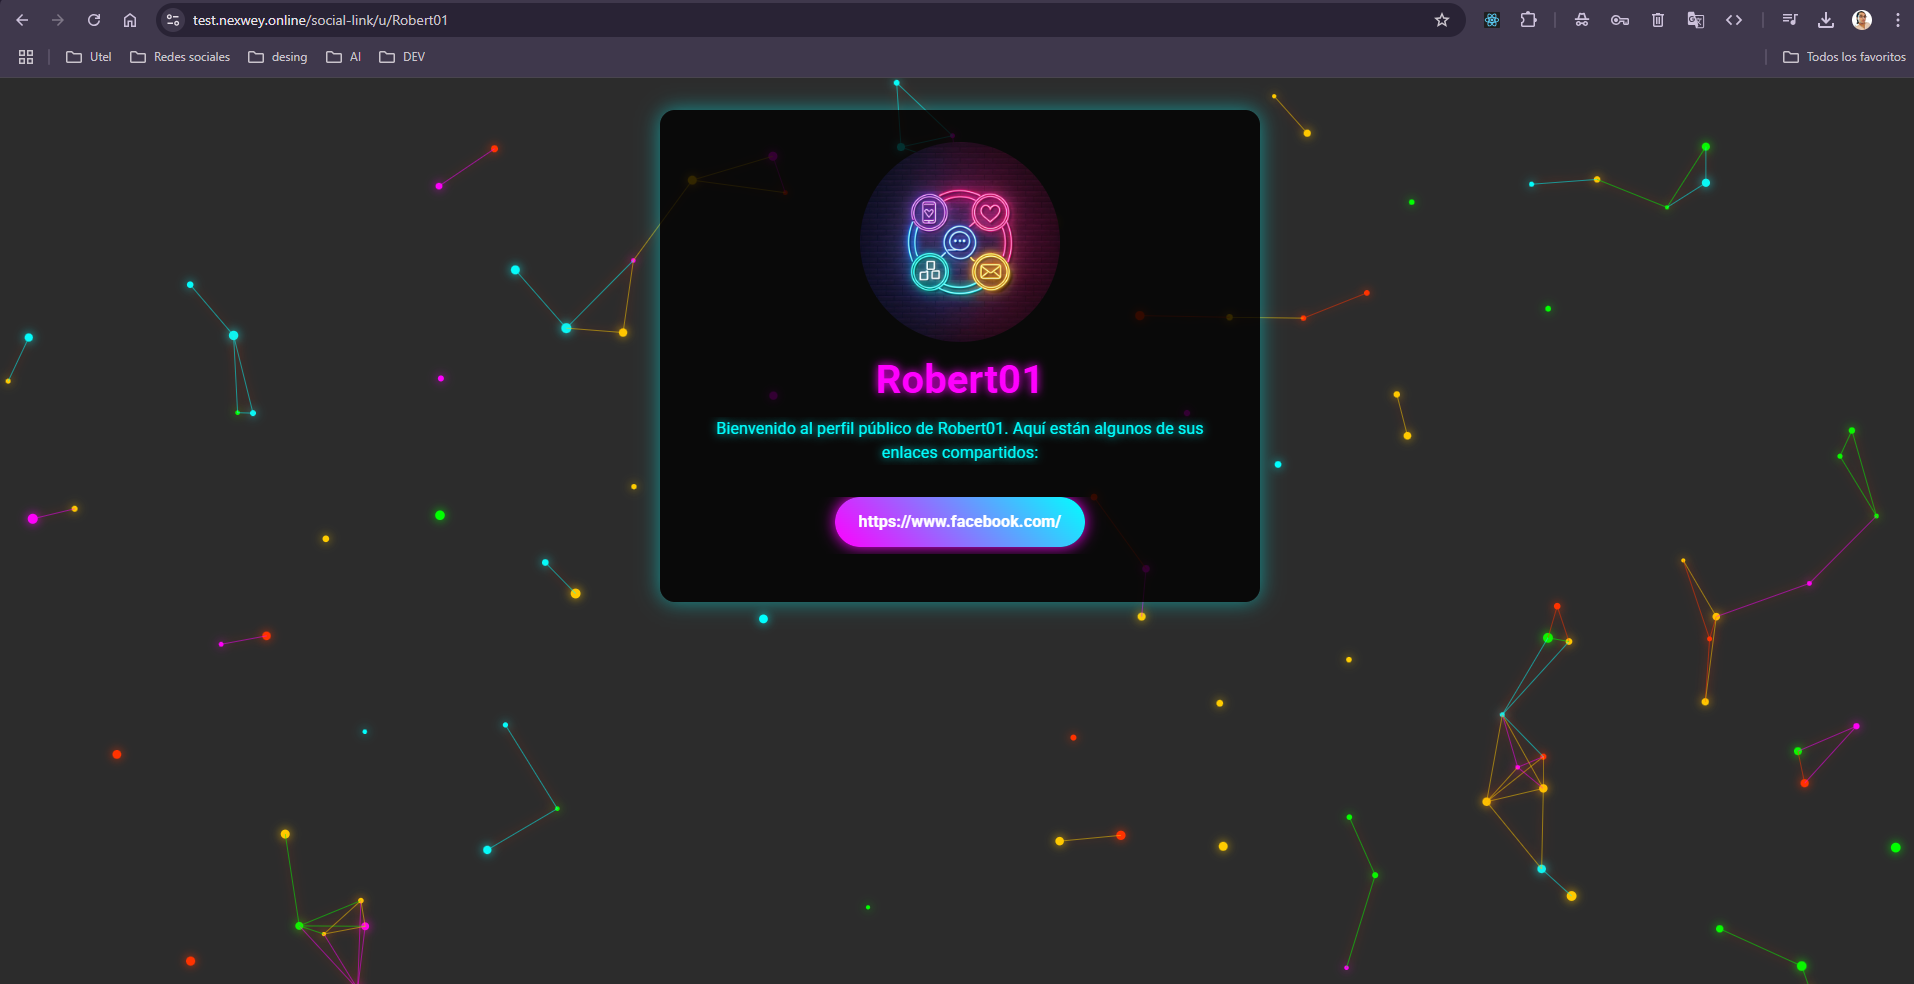 test.nexwey.online/social-link/u/Robert01
Utel
Redes sociales
desing
AI
DEV
Todos los favoritos
Robert01
Bienvenido al perfil público de Robert01. Aquí están algunos de sus
enlaces compartidos:
https://www.facebook.com/